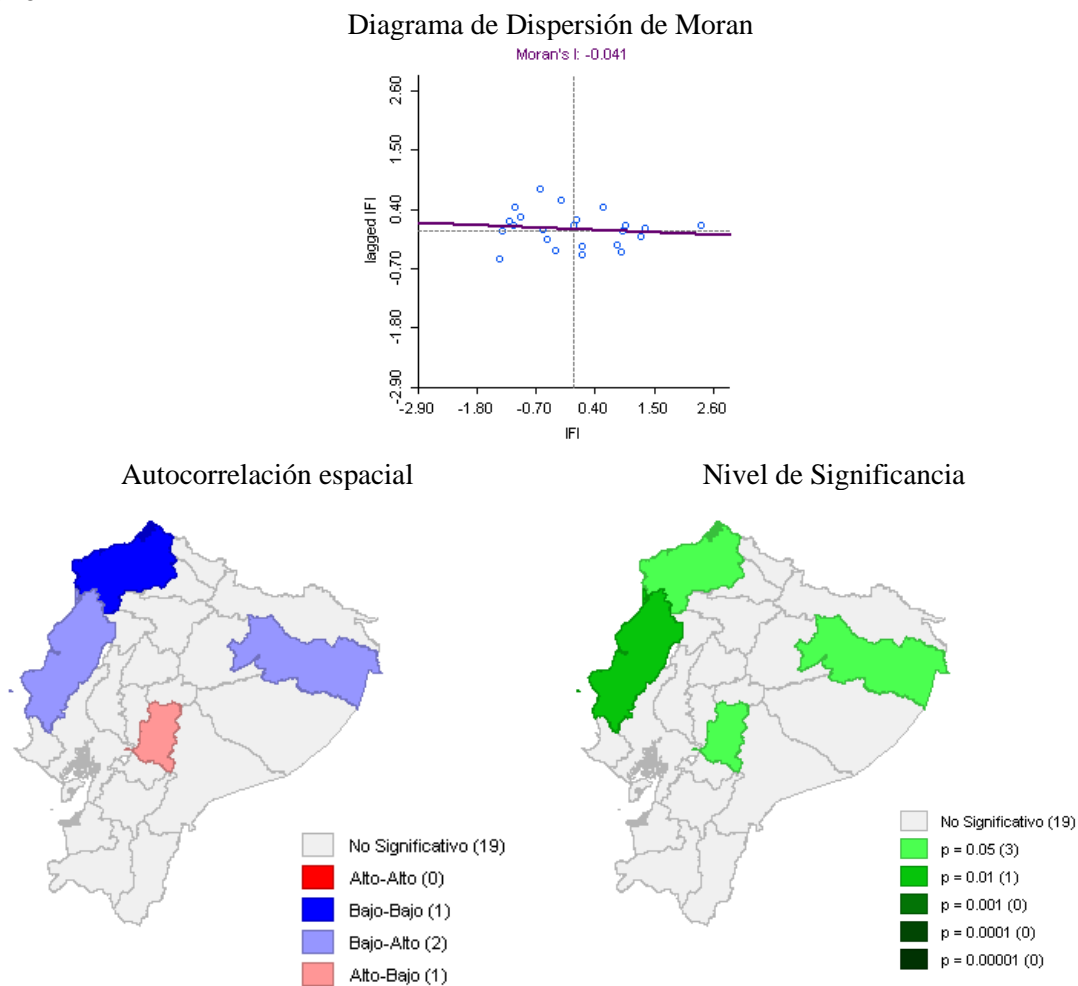 Diagrama de Dispersión de Moran
Moran's I: -0.041
2.60
1.50
0.40
-0.70
-1.80
-2.90
lagged IFI
-2.90 -1.80 -0.70 0.40 1.50 2.60
IFI
Autocorrelación espacial
Nivel de Significancia
No Significativo (19)
Alto-Alto (0)
Bajo-Bajo (1)
Bajo-Alto (2)
Alto-Bajo (1)
No Significativo (19)
p = 0.05 (3)
p = 0.01 (1)
p = 0.001 (0)
p = 0.0001 (0)
p = 0.00001 (0)